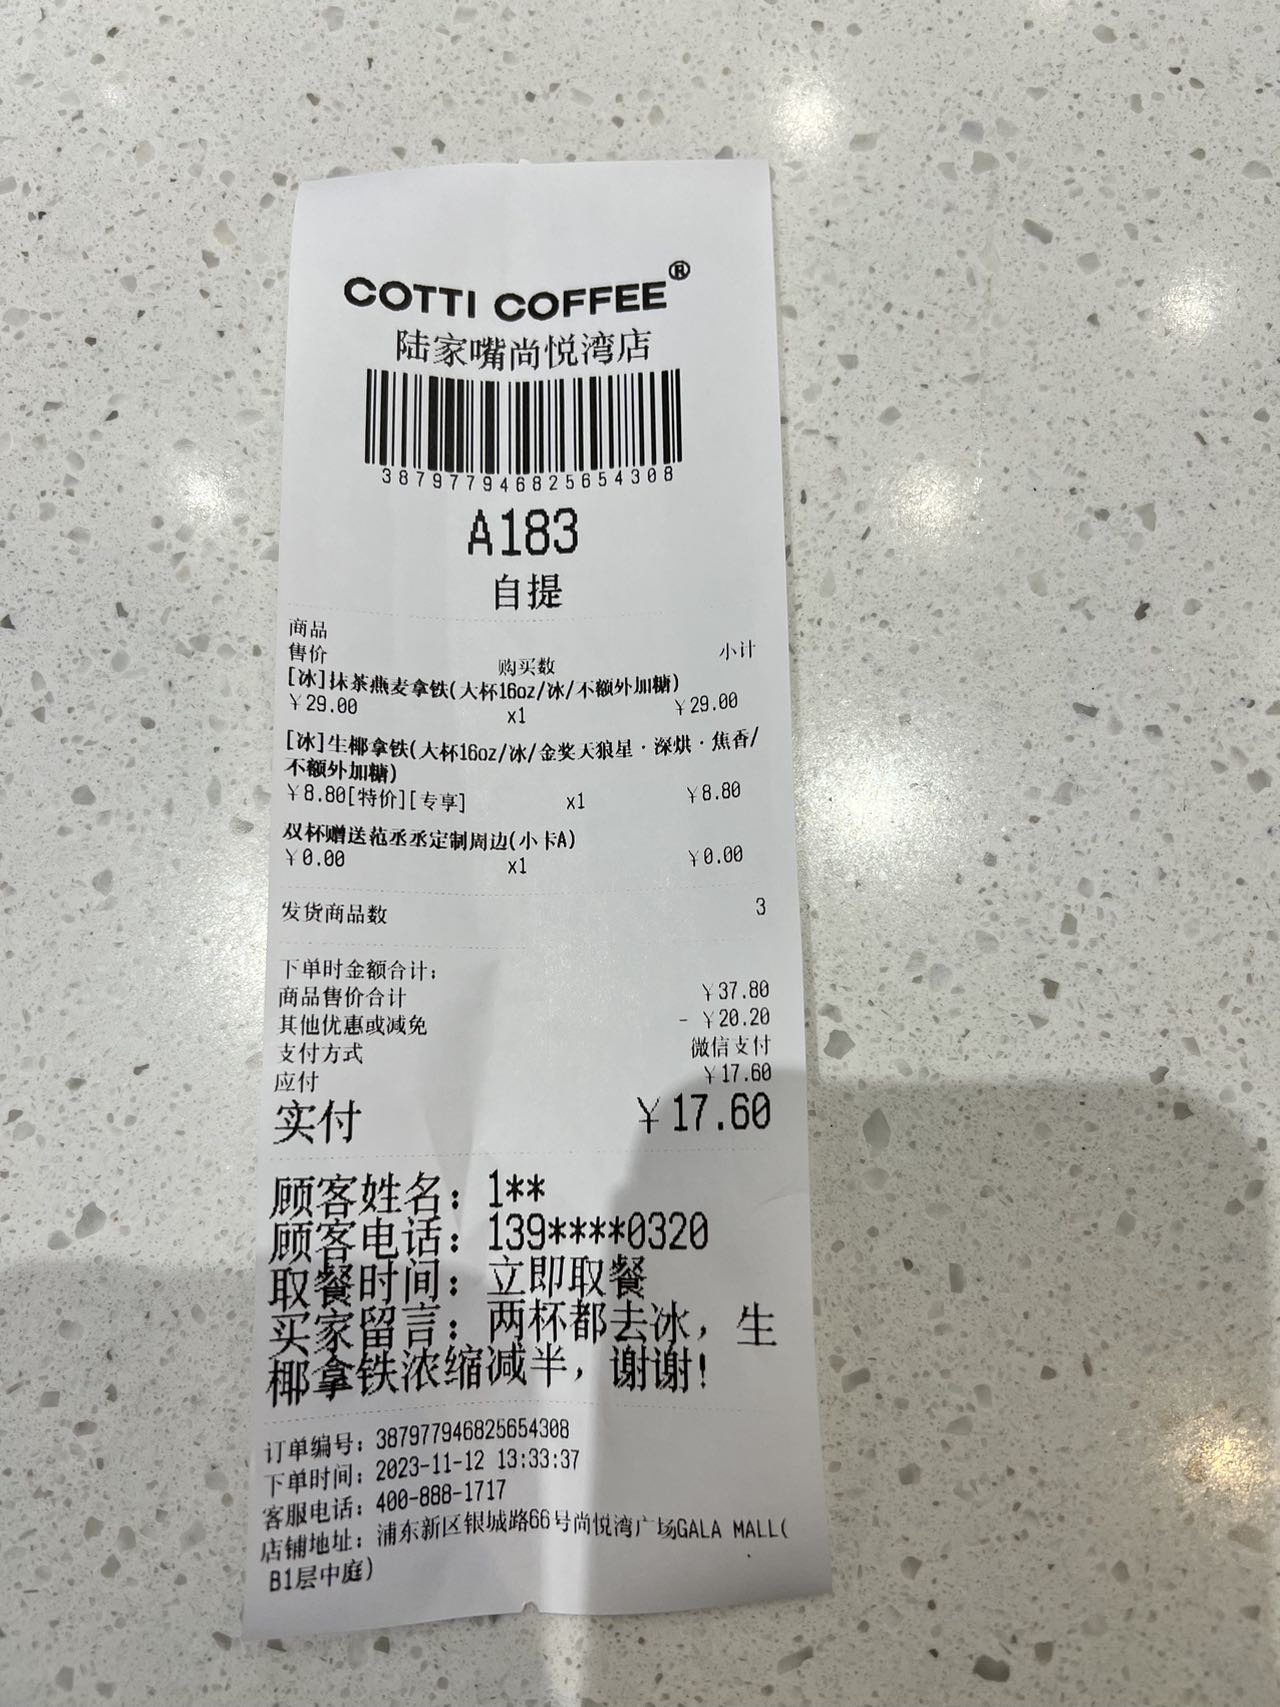 COTTI COFFEE®
陆家嘴尚悦湾店
387977946825654308
A183
自提
商品
售价 购买数 小计
[冰]抹茶燕麦拿铁(大杯16oz/冰/不额外加糖)
￥29.00 x1 ￥29.00
[冰]生椰拿铁(大杯16oz/冰/金奖天狼星·深烘·焦香/
不额外加糖)
￥8.80[特价][专享] x1 ￥8.80
双杯赠送范丞丞定制周边(小卡A)
￥0.00 x1 ￥0.00
发货商品数 3
下单时金额合计:
商品售价合计 ￥37.80
其他优惠或减免 - ￥20.20
支付方式 微信支付
应付 ￥17.60
实付 ￥17.60
顾客姓名: 1**
顾客电话: 139****0320
取餐时间: 立即取餐
买家留言: 两杯都去冰, 生
椰拿铁浓缩减半, 谢谢!
订单编号: 387977946825654308
下单时间: 2023-11-12 13:33:37
客服电话: 400-888-1717
店铺地址: 浦东新区银城路66号尚悦湾广场GALA MALL(
B1层中庭)